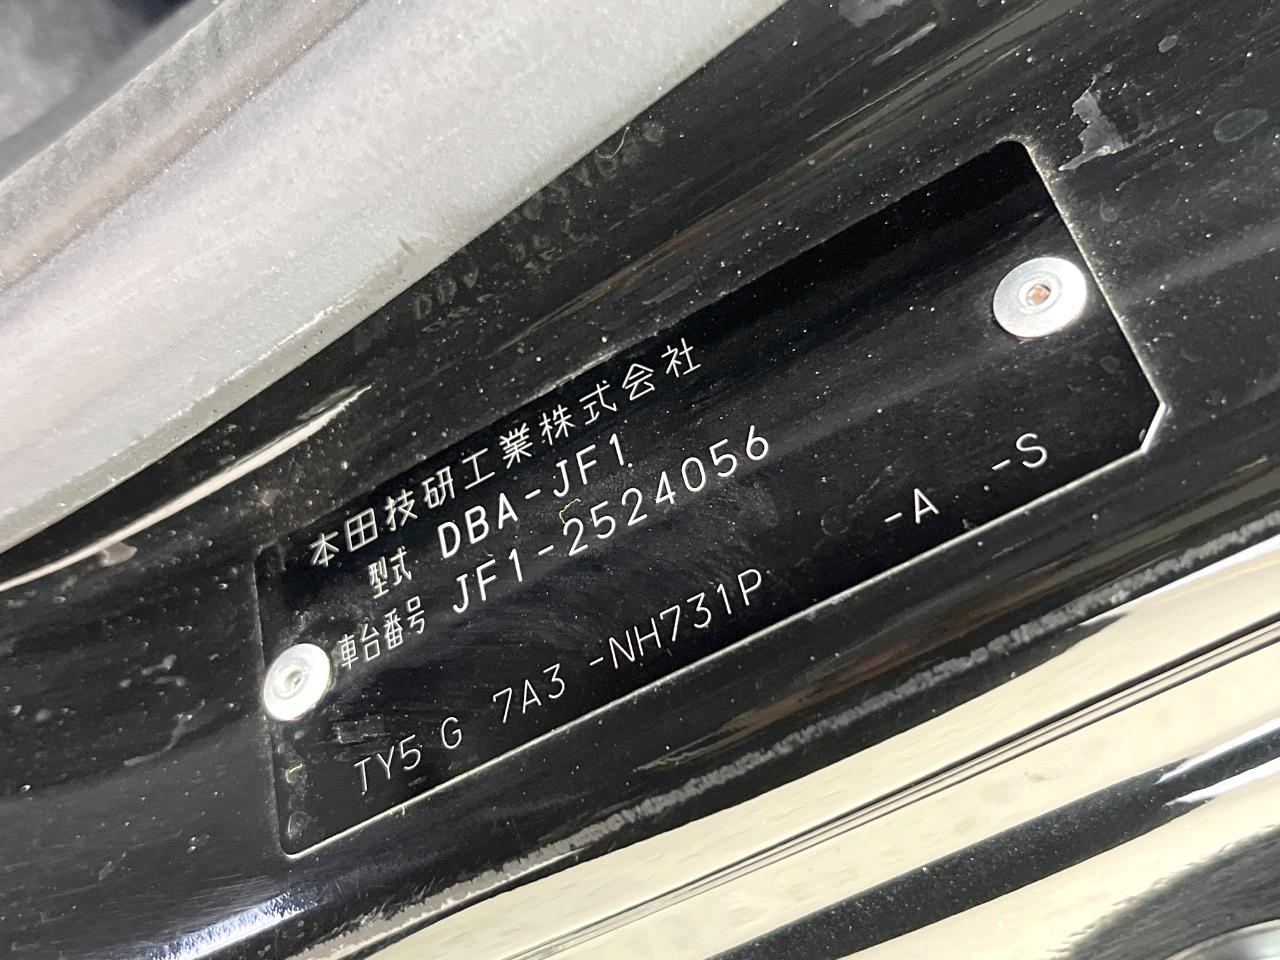 本田技研工業株式会社
型式 DBA-JF1
車台番号 JF1-2524056
TY5 G 7A3 -NH731P -A -S